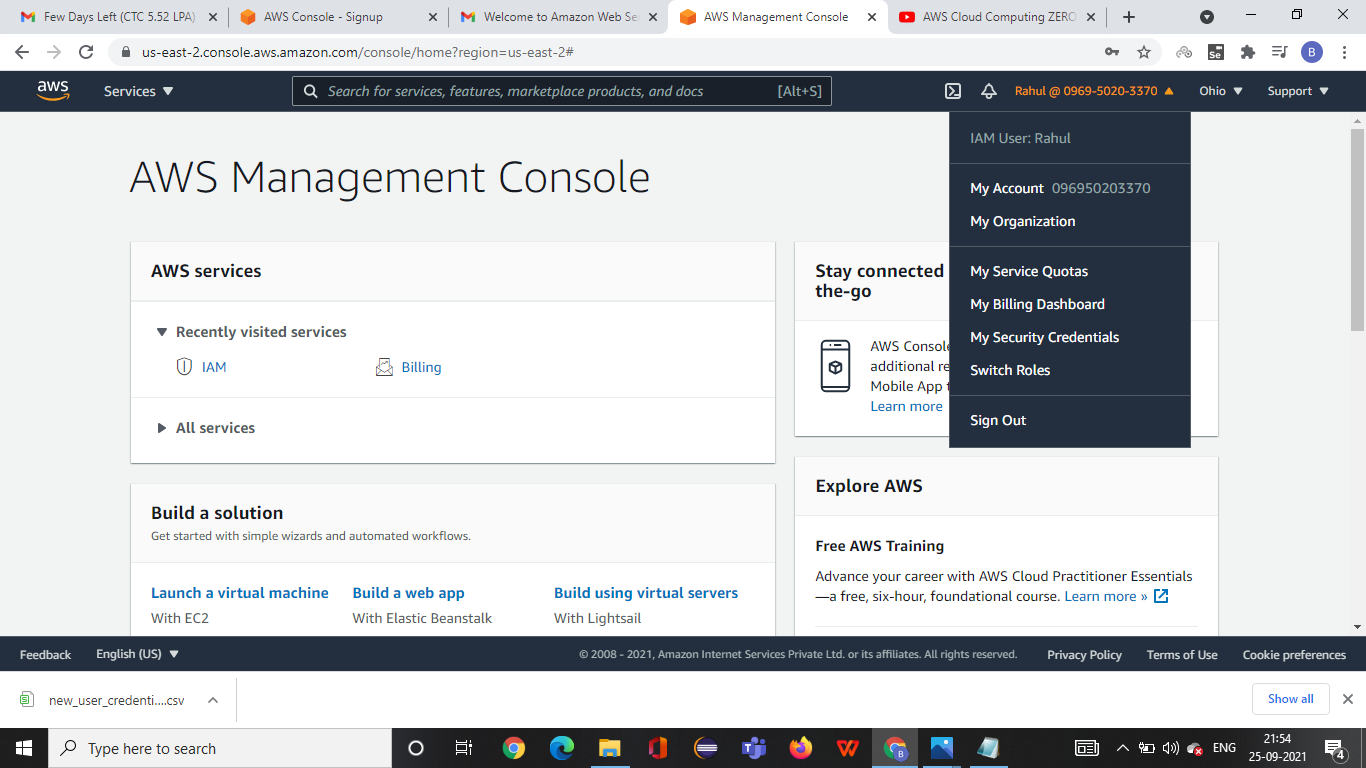 Few Days Left (CTC 5.52 LPA)
AWS Console - Signup
Welcome to Amazon Web Se
AWS Management Console
AWS Cloud Computing ZERO
us-east-2.console.aws.amazon.com/console/home?region=us-east-2#
Se
B
aws
Services
Search for services, features, marketplace products, and docs
[Alt+S]
Rahul @ 0969-5020-3370
Ohio
Support
IAM User: Rahul
My Account 096950203370
My Organization
My Service Quotas
My Billing Dashboard
My Security Credentials
Switch Roles
Sign Out
AWS Management Console
AWS services
Recently visited services
IAM
Billing
All services
Stay connected
the-go
AWS Console
additional re
Mobile App t
Learn more
Build a solution
Get started with simple wizards and automated workflows.
Launch a virtual machine
With EC2
Build a web app
With Elastic Beanstalk
Build using virtual servers
With Lightsail
Explore AWS
Free AWS Training
Advance your career with AWS Cloud Practitioner Essentials
—a free, six-hour, foundational course. Learn more »
Feedback
English (US)
© 2008 - 2021, Amazon Internet Services Private Ltd. or its affiliates. All rights reserved.
Privacy Policy
Terms of Use
Cookie preferences
new_user_credenti....csv
Show all
Type here to search
ENG
21:54
25-09-2021
4